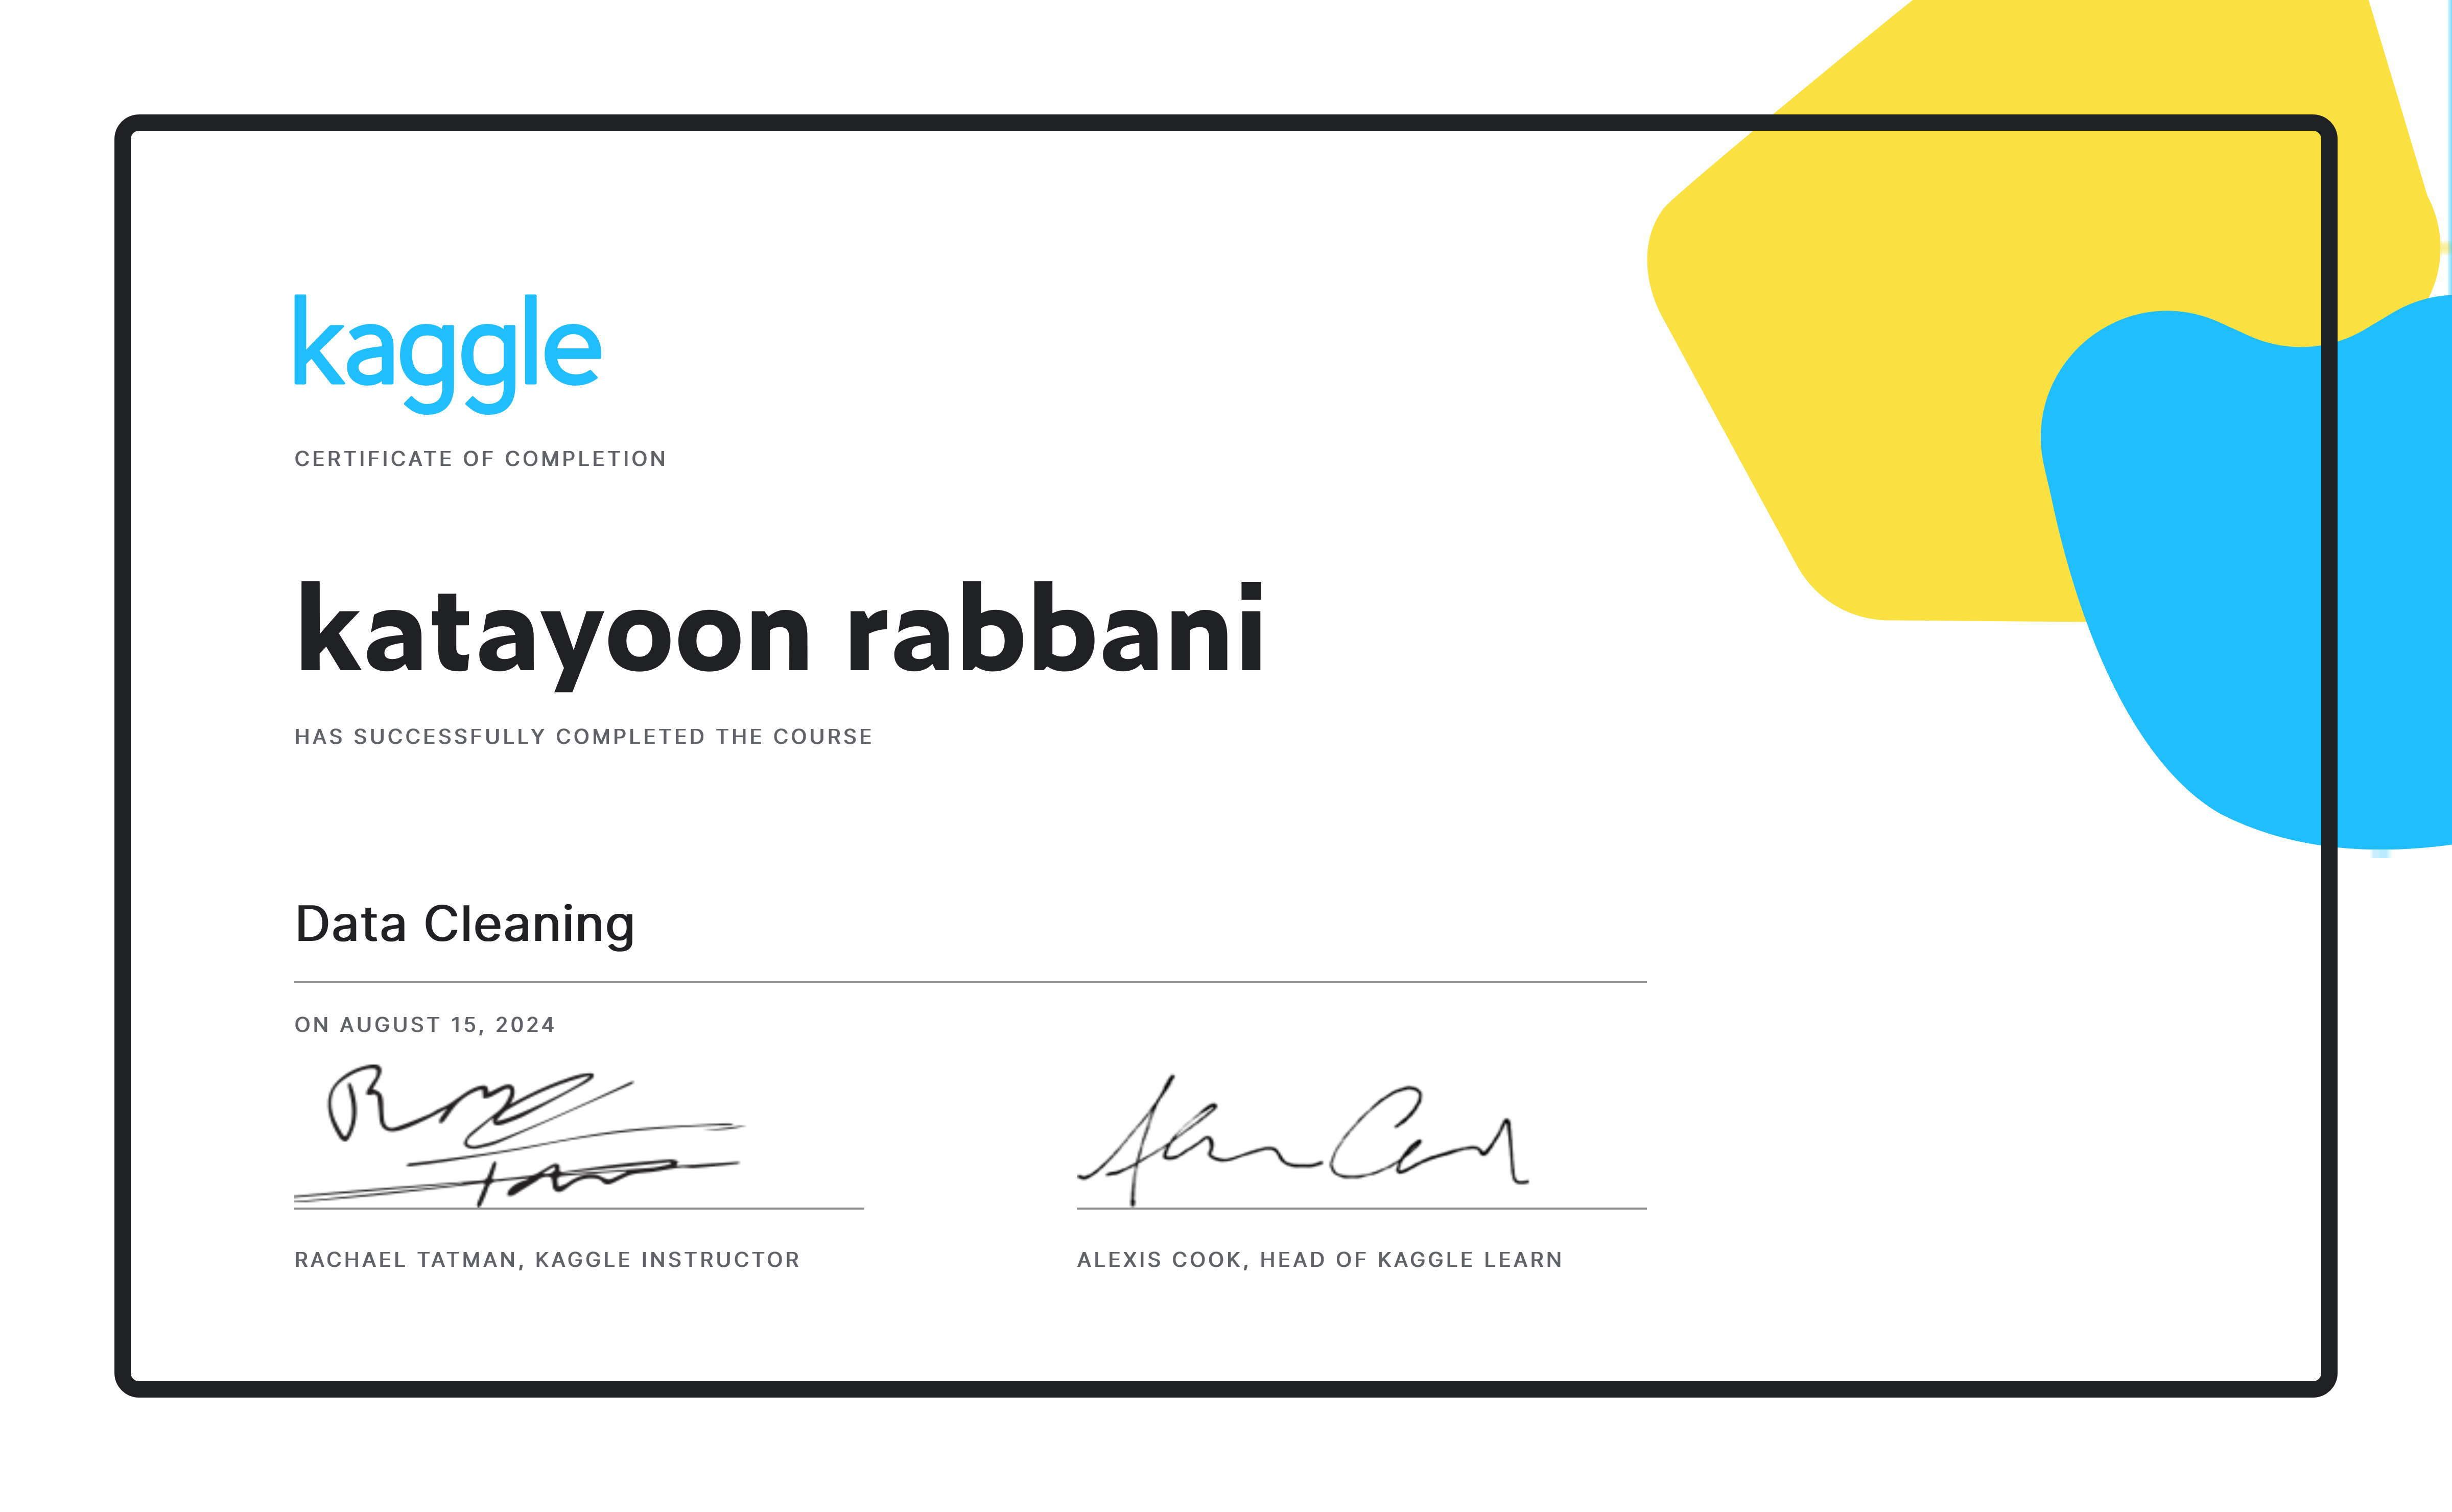 kaggle
CERTIFICATE OF COMPLETION
katayoon rabbani
HAS SUCCESSFULLY COMPLETED THE COURSE
Data Cleaning
ON AUGUST 15, 2024
RACHAEL TATMAN, KAGGLE INSTRUCTOR
ALEXIS COOK, HEAD OF KAGGLE LEARN